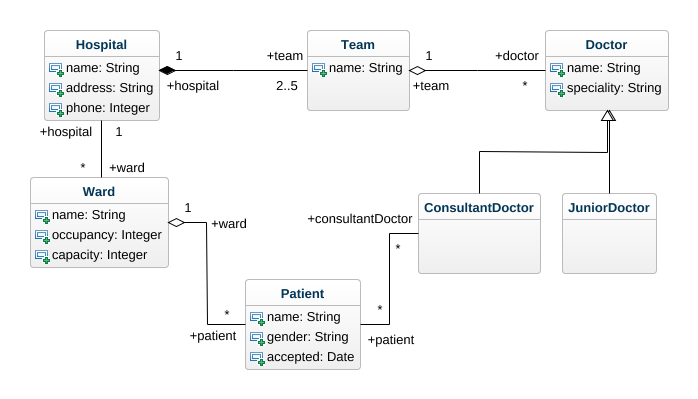 Hospital
name: String
address: String
phone: Integer
1
+team
+hospital
2..5
Team
name: String
1
+doctor
+team
*
Doctor
name: String
speciality: String
+hospital
1
*
+ward
Ward
name: String
occupancy: Integer
capacity: Integer
1
+ward
*
+patient
ConsultantDoctor
JuniorDoctor
+consultantDoctor
*
*
+patient
Patient
name: String
gender: String
accepted: Date